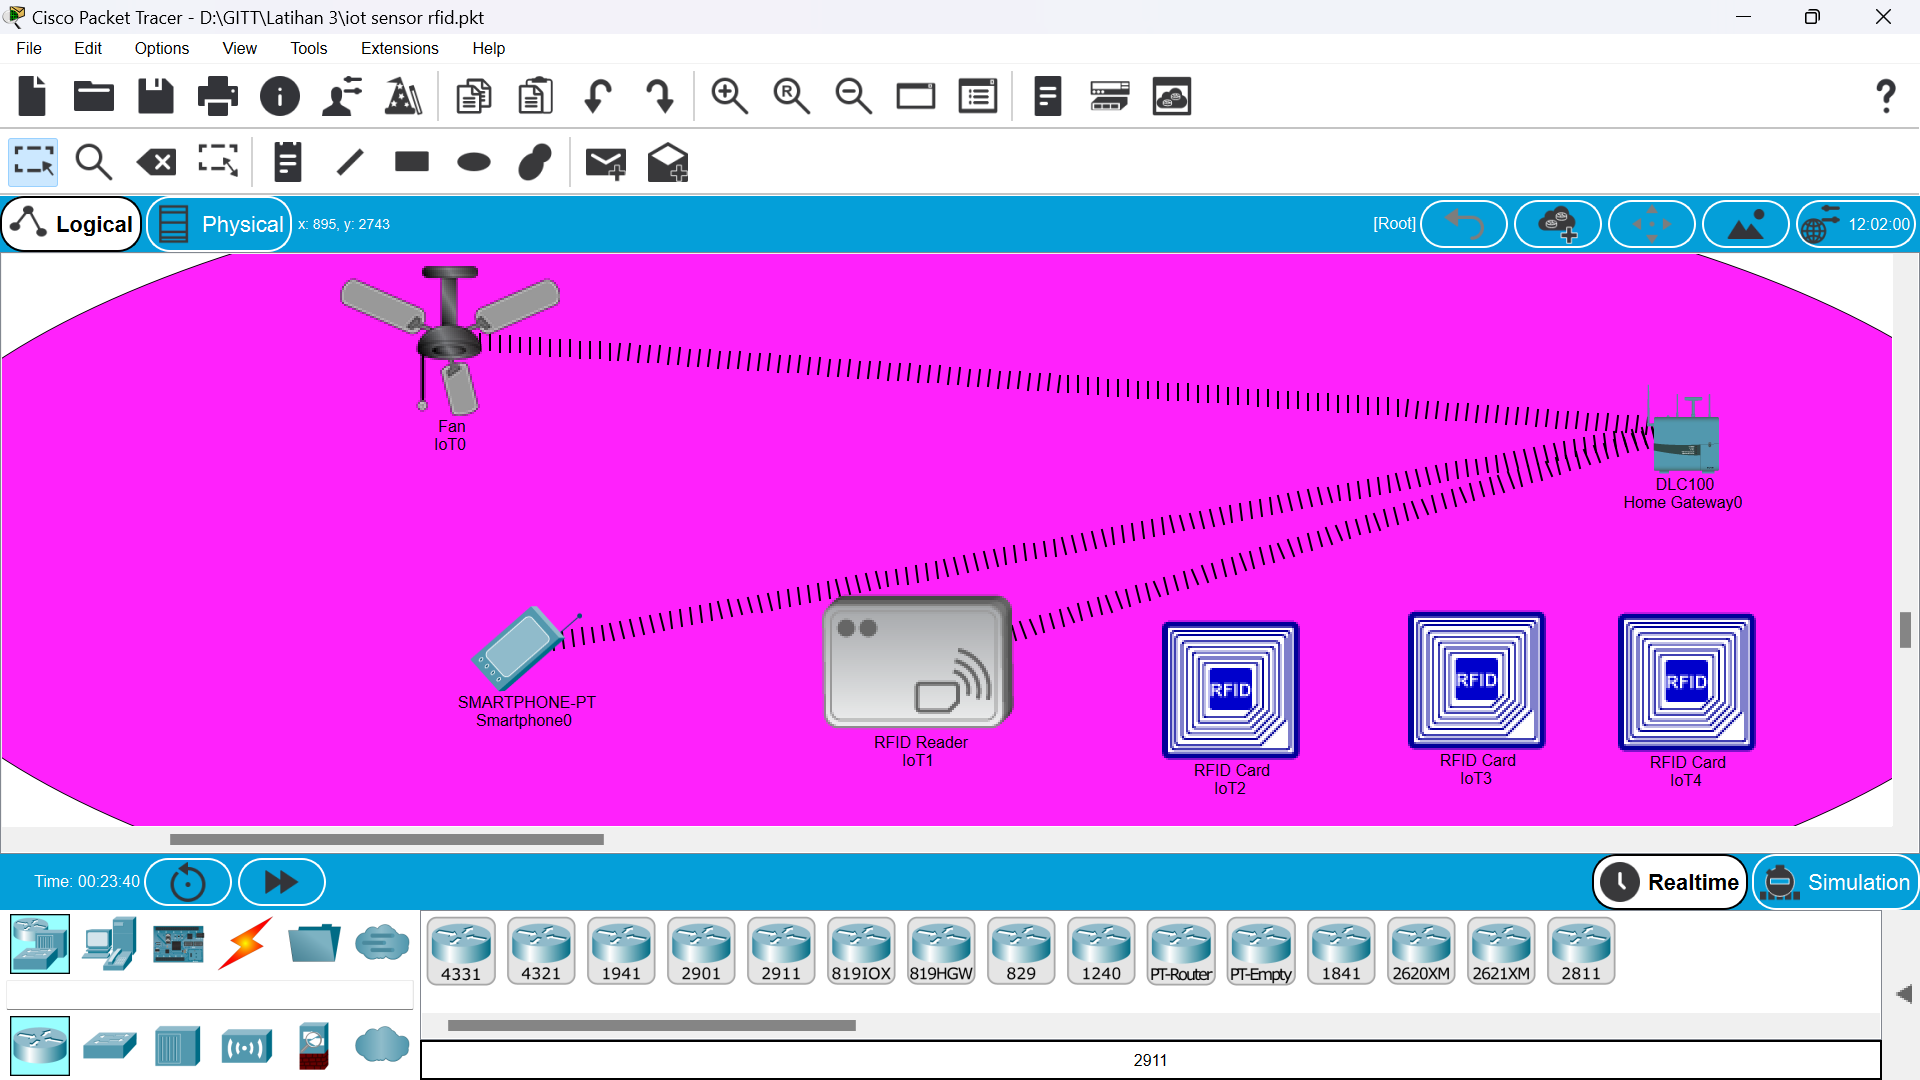 Cisco Packet Tracer - D:\GITT\Latihan 3\iot sensor rfid.pkt
File Edit Options View Tools Extensions Help
Logical Physical x: 895, y: 2743 [Root] 12:02:00
Fan
IoT0
DLC100
Home Gateway0
SMARTPHONE-PT
Smartphone0
RFID Reader
IoT1
RFID
RFID Card
IoT2
RFID
RFID Card
IoT3
RFID
RFID Card
IoT4
Time: 00:23:40 Realtime Simulation
4331 4321 1941 2901 2911 819IOX 819HGW 829 1240 PT-Router PT-Empty 1841 2620XM 2621XM 2811
2911